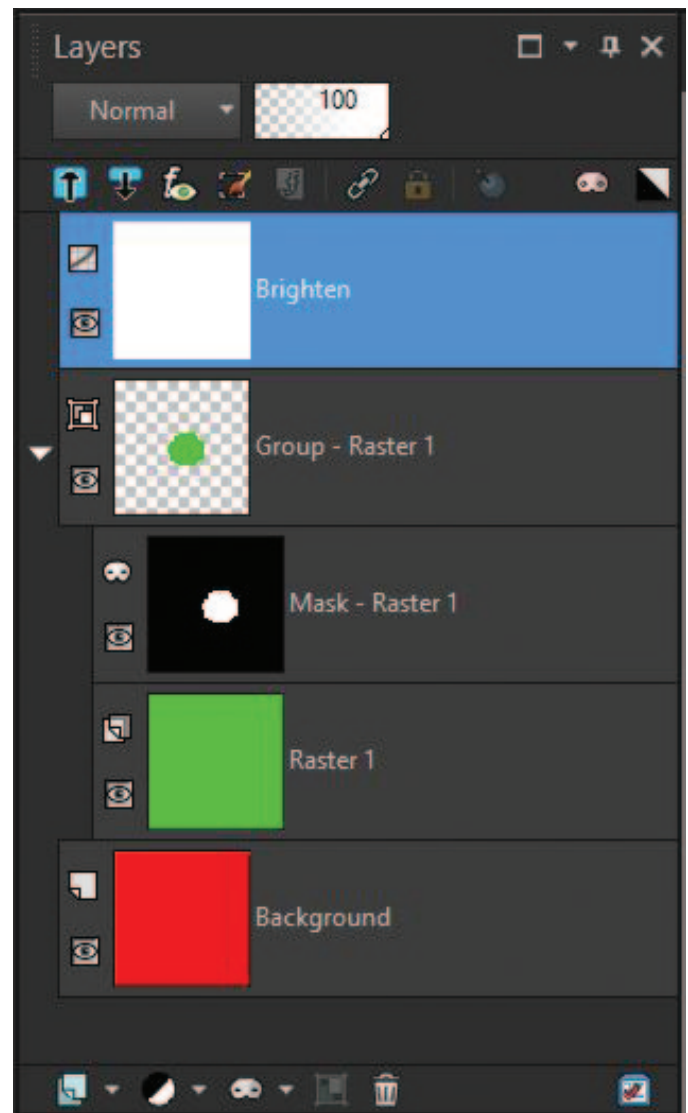 Layers
Normal
100
Brighten
Group - Raster 1
Mask - Raster 1
Raster 1
Background